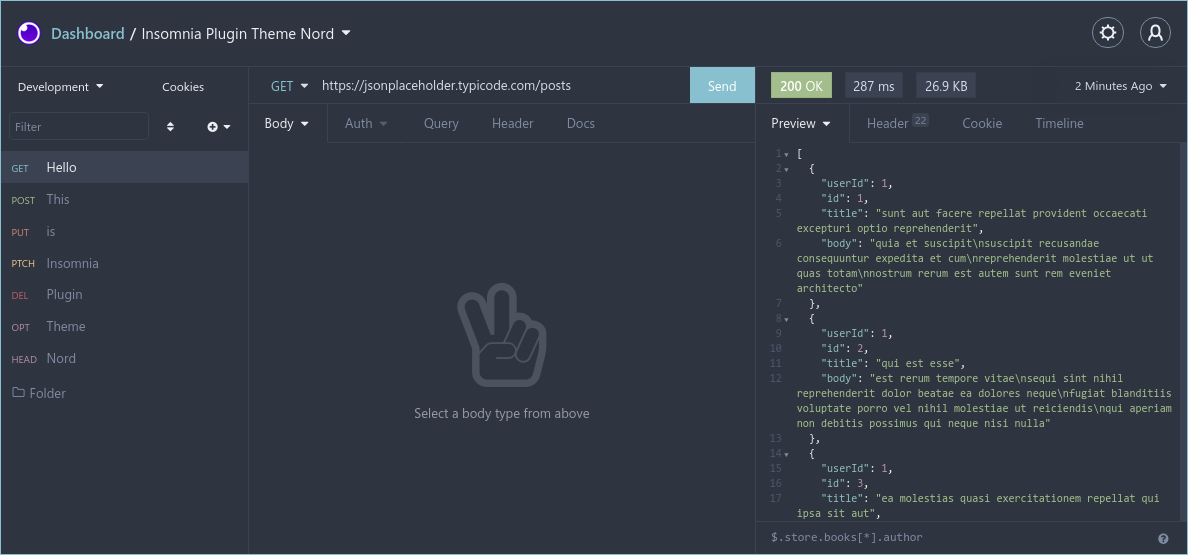 Dashboard / Insomnia Plugin Theme Nord
Development
Cookies
Filter
GET Hello
POST This
PUT is
PTCH Insomnia
DEL Plugin
OPT Theme
HEAD Nord
Folder
GET https://jsonplaceholder.typicode.com/posts
Send
Body Auth Query Header Docs
Select a body type from above
200 OK 287 ms 26.9 KB 2 Minutes Ago
Preview Header 22 Cookie Timeline
1 [
2 {
3 "userId": 1,
4 "id": 1,
5 "title": "sunt aut facere repellat provident occaecati
excepturi optio reprehenderit",
6 "body": "quia et suscipit\nsuscipit recusandae
consequuntur expedita et cum\nreprehenderit molestiae ut ut
quas totam\nnostrum rerum est autem sunt rem eveniet
architecto"
7 },
8 {
9 "userId": 1,
10 "id": 2,
11 "title": "qui est esse",
12 "body": "est rerum tempore vitae\nsequi sint nihil
reprehenderit dolor beatae ea dolores neque\nfugiat blanditiis
voluptate porro vel nihil molestiae ut reiciendis\nqui aperiam
non debitis possimus qui neque nisi nulla"
13 },
14 {
15 "userId": 1,
16 "id": 3,
17 "title": "ea molestias quasi exercitationem repellat qui
ipsa sit aut",
$.store.books[*].author